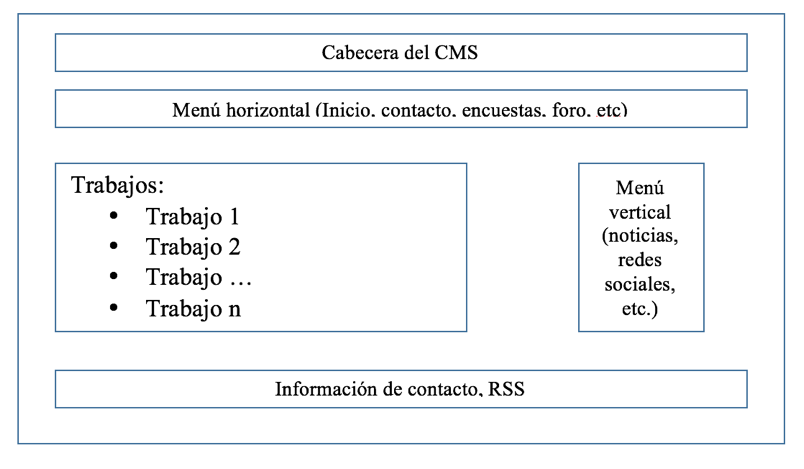 Cabecera del CMS
Menú horizontal (Inicio, contacto, encuestas, foro, etc)
Trabajos:
• Trabajo 1
• Trabajo 2
• Trabajo …
• Trabajo n
Menú
vertical
(noticias,
redes
sociales,
etc.)
Información de contacto, RSS